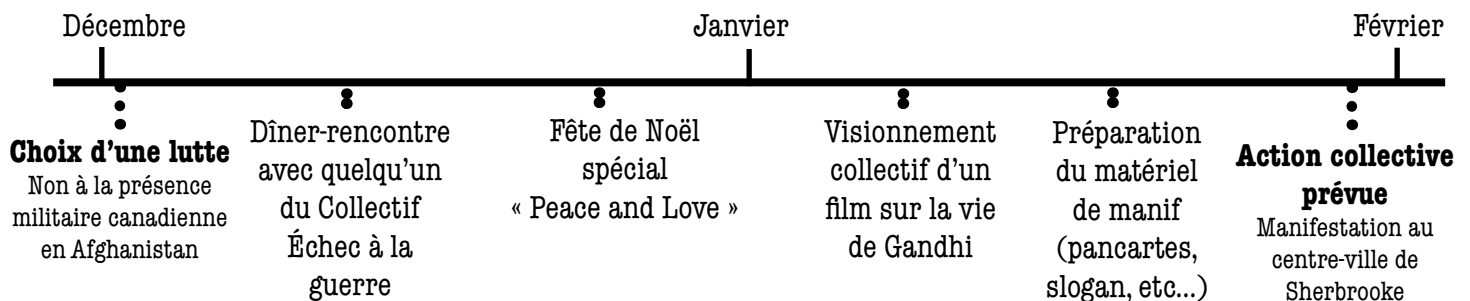 Décembre
Janvier
Février
Choix d’une lutte
Non à la présence
militaire canadienne
en Afghanistan
Dîner-rencontre
avec quelqu’un
du Collectif
Échec à la
guerre
Fête de Noël
spécial
« Peace and Love »
Visionnement
collectif d’un
film sur la vie
de Gandhi
Préparation
du matériel
de manif
(pancartes,
slogan, etc...)
Action collective
prévue
Manifestation au
centre-ville de
Sherbrooke